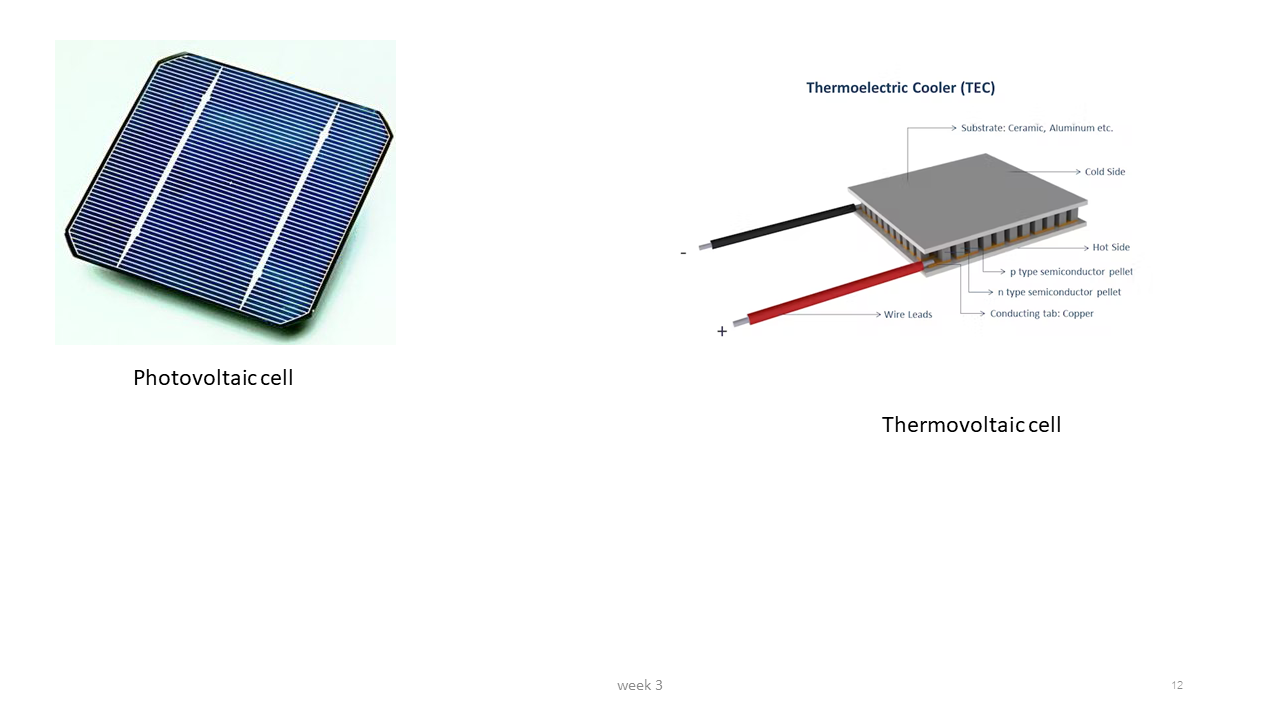 Thermoelectric Cooler (TEC)
Substrate: Ceramic, Aluminum etc.
Cold Side
Hot Side
p type semiconductor pellet
n type semiconductor pellet
Conducting tab: Copper
Wire Leads
-
+
Photovoltaic cell
Thermovoltaic cell
week 3
12